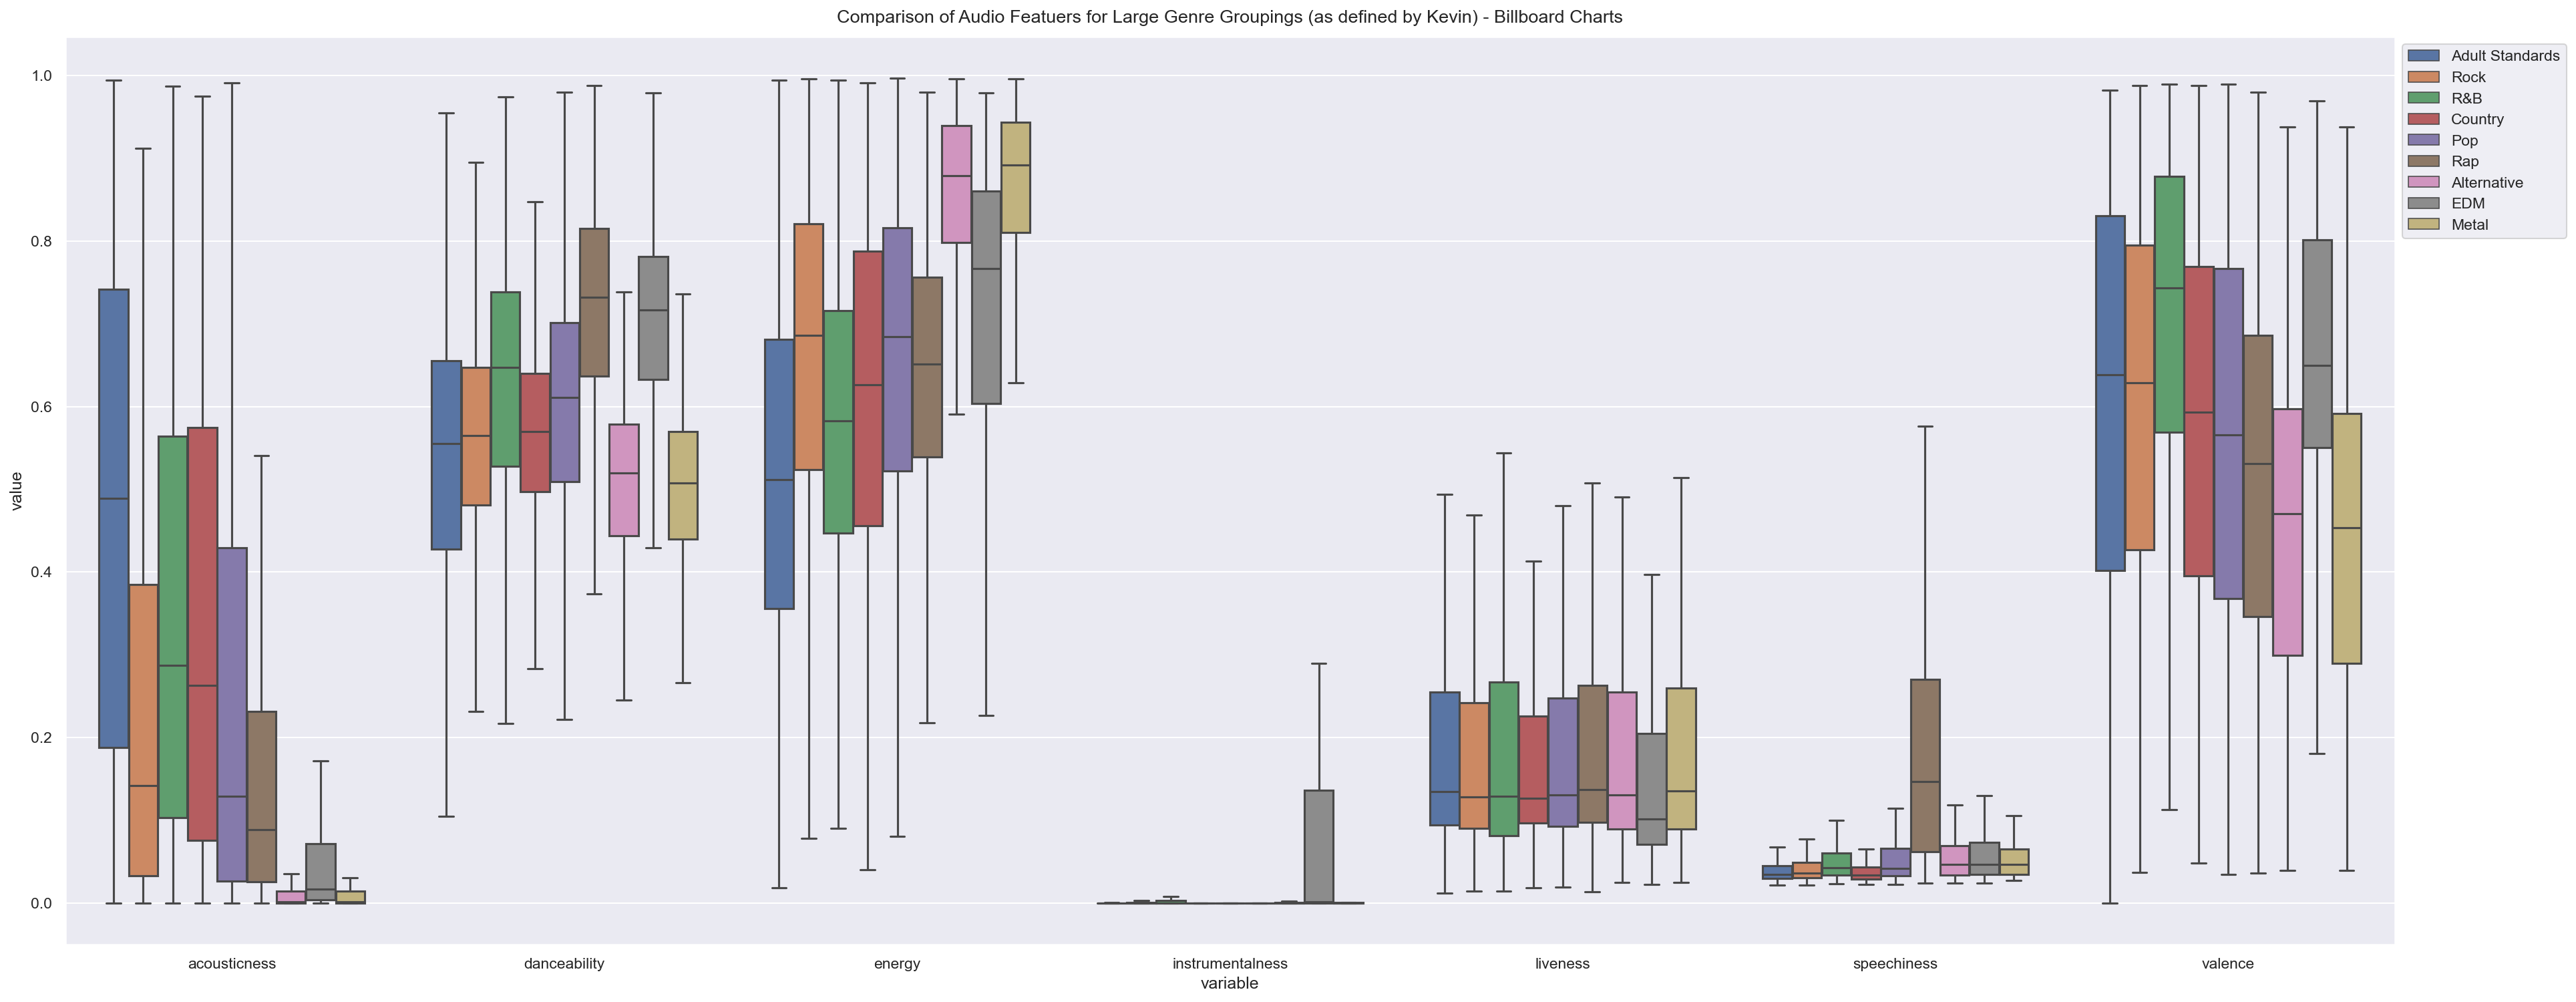 Comparison of Audio Featuers for Large Genre Groupings (as defined by Kevin) - Billboard Charts
Adult Standards
Rock
R&B
Country
Pop
Rap
Alternative
EDM
Metal
value
1.0
0.8
0.6
0.4
0.2
0.0
acousticness danceability energy instrumentalness liveness speechiness valence
variable